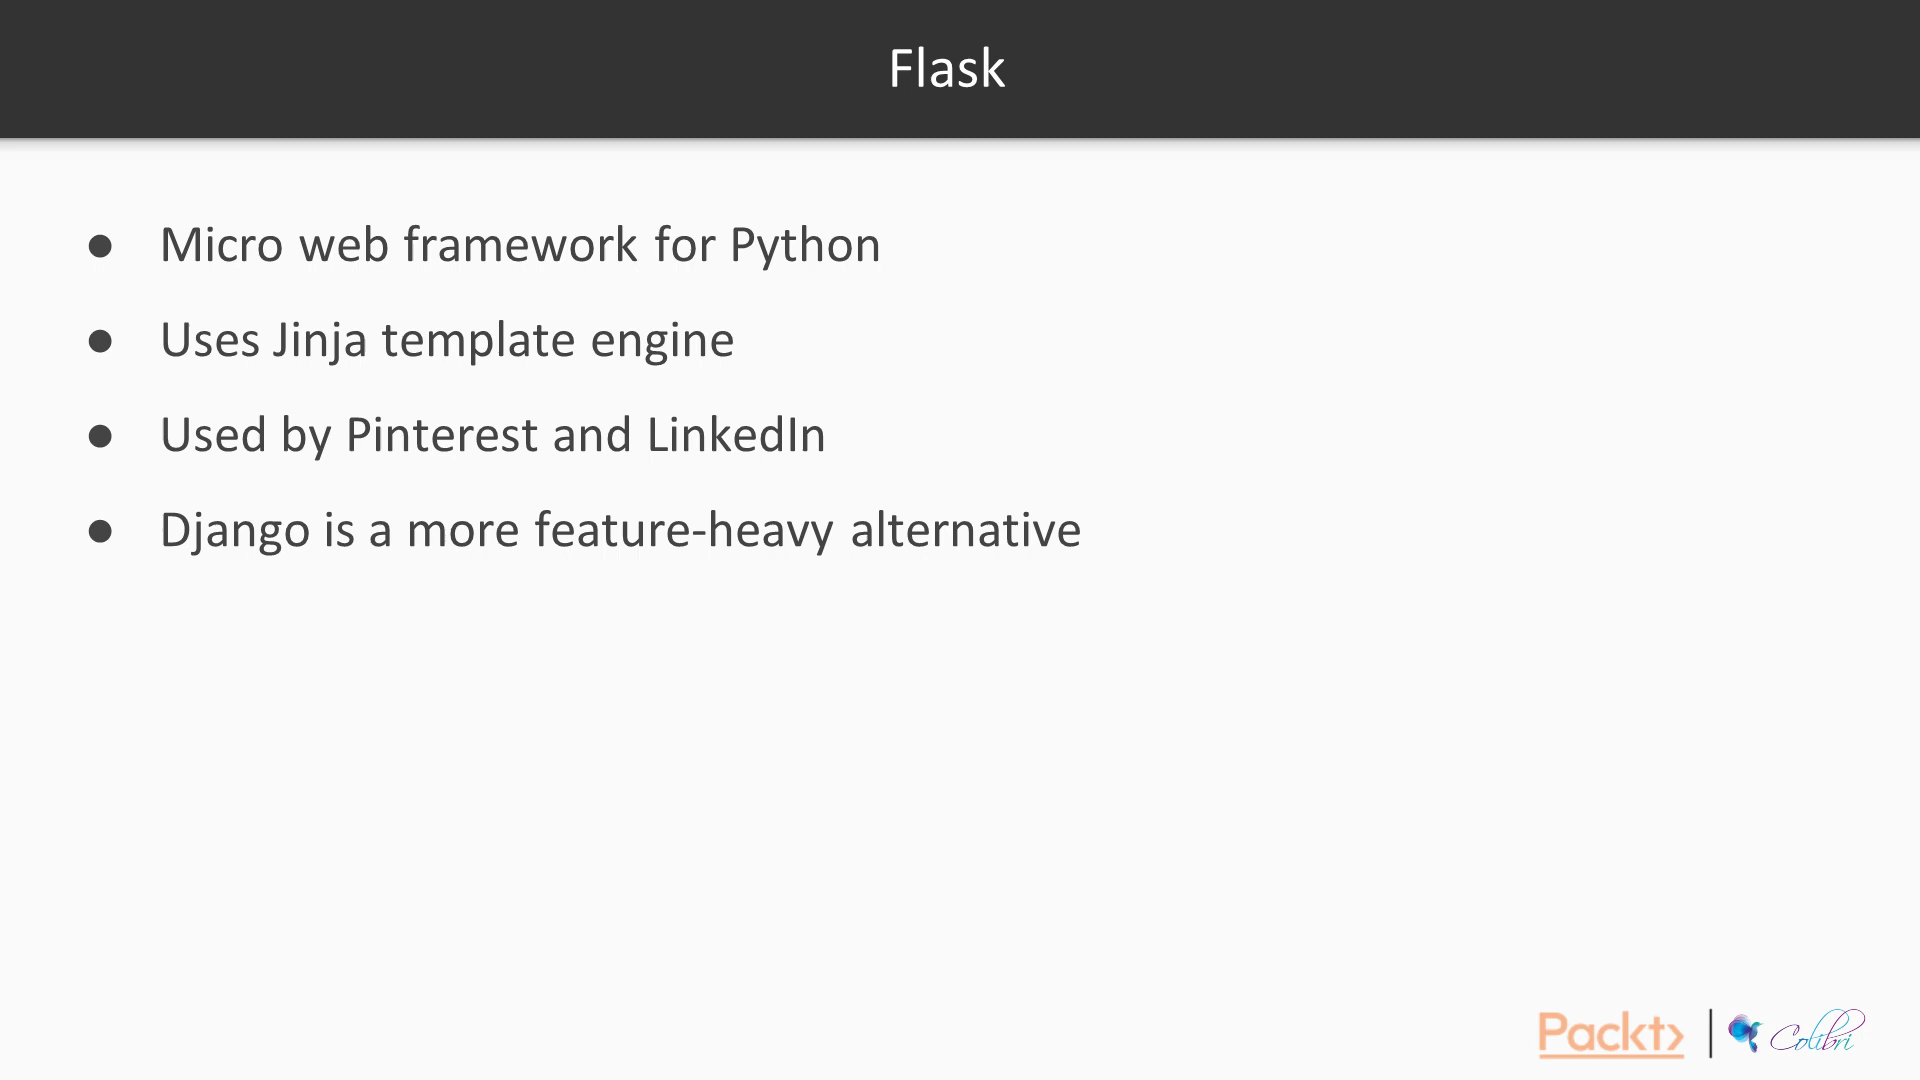 Flask
● Micro web framework for Python
● Uses Jinja template engine
● Used by Pinterest and LinkedIn
● Django is a more feature-heavy alternative
Packt> | Colibri